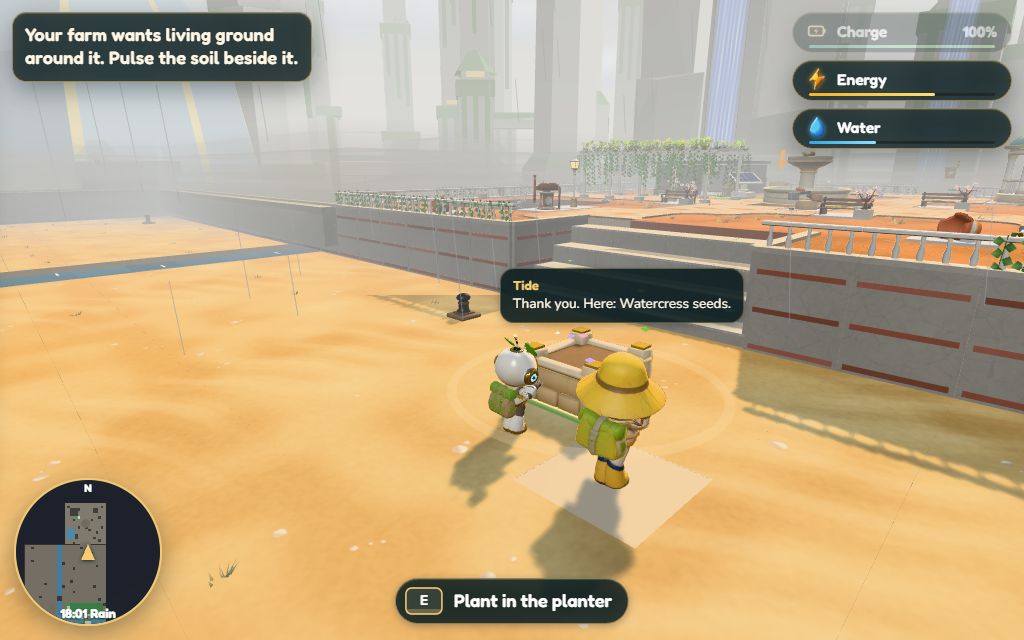 Your farm wants living ground
around it. Pulse the soil beside it.
Charge 100%
Energy
Water
Tide
Thank you. Here: Watercress seeds.
N
18:01 Rain
E Plant in the planter